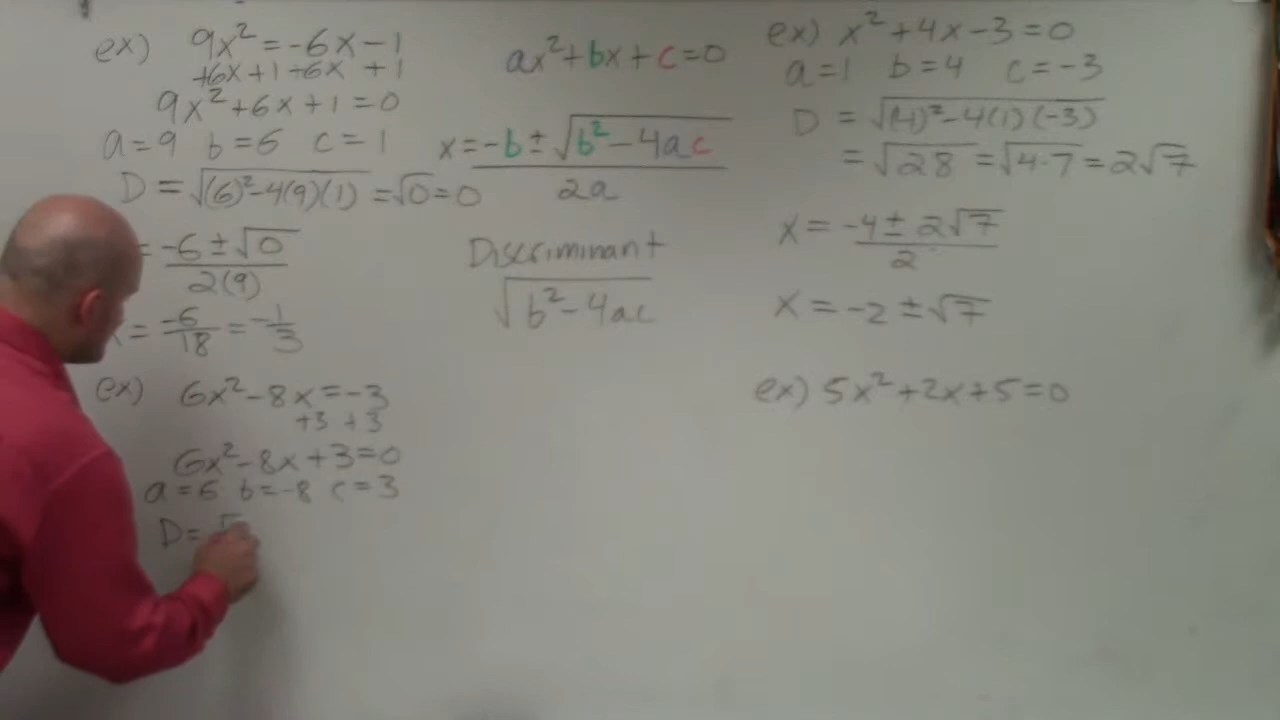 ex) 9x² = -6x - 1
+6x + 1 +6x + 1
9x² + 6x + 1 = 0
a = 9 b = 6 c = 1
D = √(6)² - 4(9)(1) = √0 = 0
= -6 ± √0 / 2(9)
x = -6/18 = -1/3
ex) 6x² - 8x = -3
+3 +3
6x² - 8x + 3 = 0
a = 6 b = -8 c = 3
D = √
ax² + bx + c = 0
x = -b ± √b² - 4ac / 2a
Discriminant
√b² - 4ac
ex) x² + 4x - 3 = 0
a = 1 b = 4 c = -3
D = √(4)² - 4(1)(-3)
= √28 = √4·7 = 2√7
x = -4 ± 2√7 / 2
x = -2 ± √7
ex) 5x² + 2x + 5 = 0